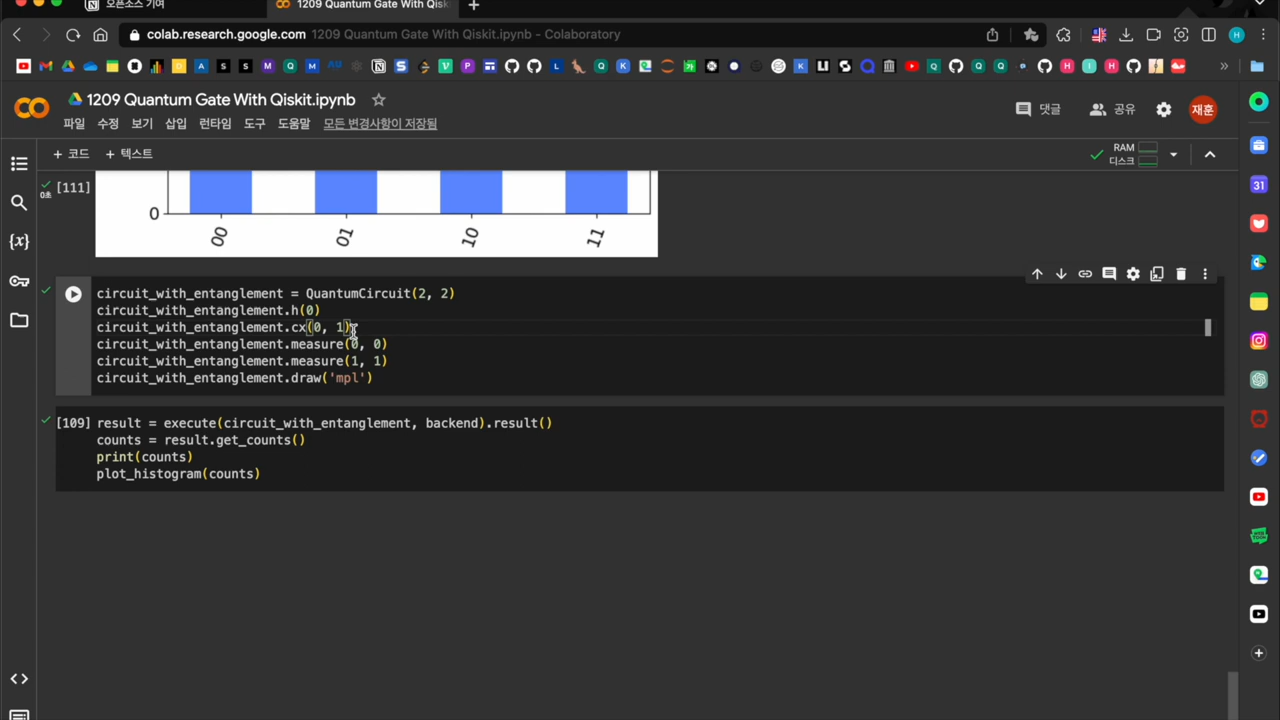 오픈소스 기여
1209 Quantum Gate With Qisk
colab.research.google.com 1209 Quantum Gate With Qiskit.ipynb - Colaboratory
1209 Quantum Gate With Qiskit.ipynb
댓글
공유
재훈
파일 수정 보기 삽입 런타임 도구 도움말 모든 변경사항이 저장됨
+ 코드 + 텍스트
RAM
디스크
[111]
0초
0
00 01 10 11
circuit_with_entanglement = QuantumCircuit(2, 2)
circuit_with_entanglement.h(0)
circuit_with_entanglement.cx(0, 1)
circuit_with_entanglement.measure(0, 0)
circuit_with_entanglement.measure(1, 1)
circuit_with_entanglement.draw('mpl')
[109] result = execute(circuit_with_entanglement, backend).result()
counts = result.get_counts()
print(counts)
plot_histogram(counts)